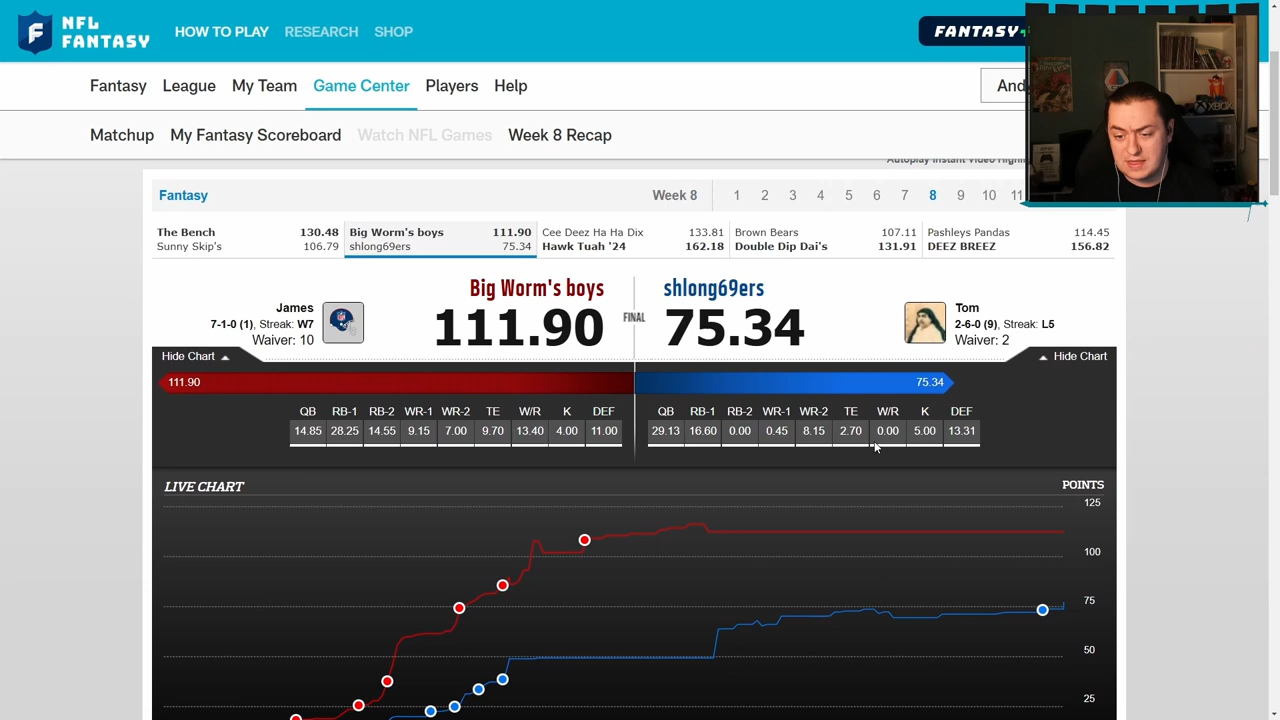 NFL FANTASY
HOW TO PLAY RESEARCH SHOP
FANTASY+
Fantasy League My Team Game Center Players Help
Matchup My Fantasy Scoreboard Watch NFL Games Week 8 Recap
Fantasy Week 8 1 2 3 4 5 6 7 8 9 10 11
The Bench 130.48 Big Worm's boys 111.90 Cee Deez Ha Ha Dix 133.81 Brown Bears 107.11 Pashleys Pandas 114.45
Sunny Skip's 106.79 shlong69ers 75.34 Hawk Tuah '24 162.18 Double Dip Dai's 131.91 DEEZ BREEZ 156.82
Big Worm's boys shlong69ers
James
7-1-0 (1), Streak: W7
Waiver: 10
111.90 FINAL 75.34
Tom
2-6-0 (9), Streak: L5
Waiver: 2
Hide Chart Hide Chart
111.90 75.34
QB RB-1 RB-2 WR-1 WR-2 TE W/R K DEF QB RB-1 RB-2 WR-1 WR-2 TE W/R K DEF
14.85 28.25 14.55 9.15 7.00 9.70 13.40 4.00 11.00 29.13 16.60 0.00 0.45 8.15 2.70 0.00 5.00 13.31
LIVE CHART POINTS
125
100
75
50
25